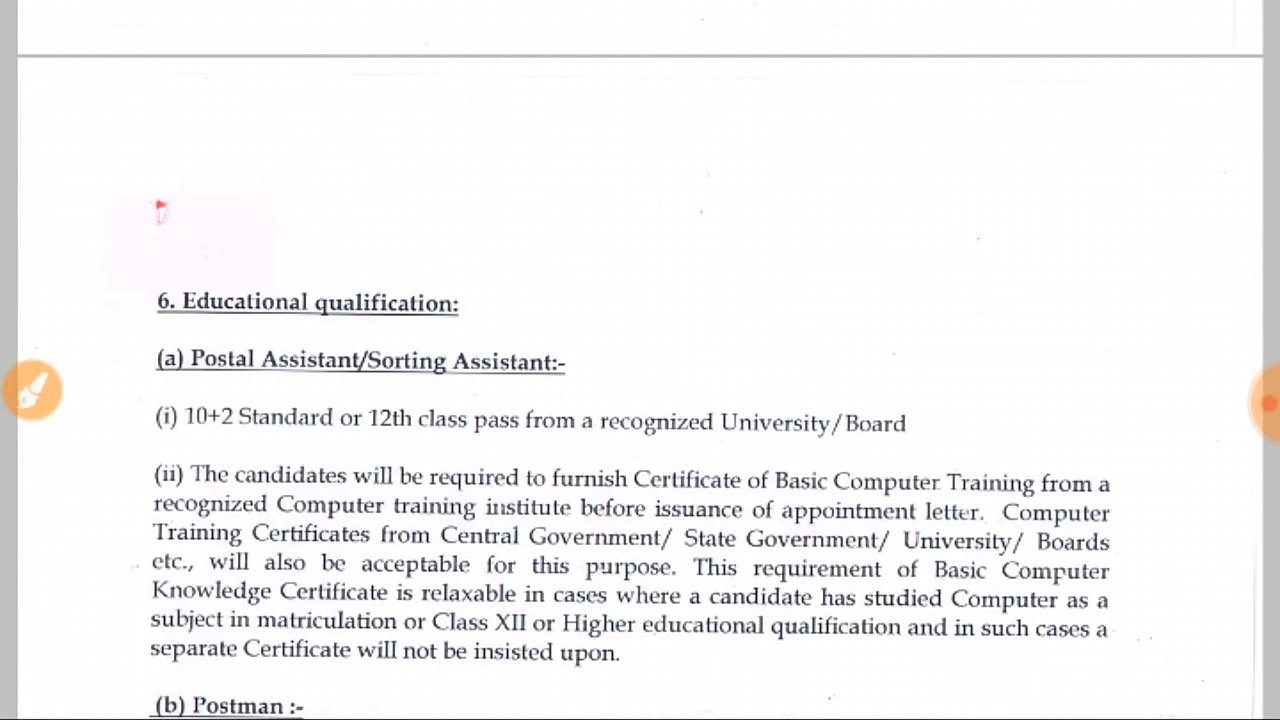 6. Educational qualification:
(a) Postal Assistant/Sorting Assistant:-
(i) 10+2 Standard or 12th class pass from a recognized University/Board
(ii) The candidates will be required to furnish Certificate of Basic Computer Training from a
recognized Computer training institute before issuance of appointment letter. Computer
Training Certificates from Central Government/ State Government/ University/ Boards
etc., will also be acceptable for this purpose. This requirement of Basic Computer
Knowledge Certificate is relaxable in cases where a candidate has studied Computer as a
subject in matriculation or Class XII or Higher educational qualification and in such cases a
separate Certificate will not be insisted upon.
(b) Postman :-